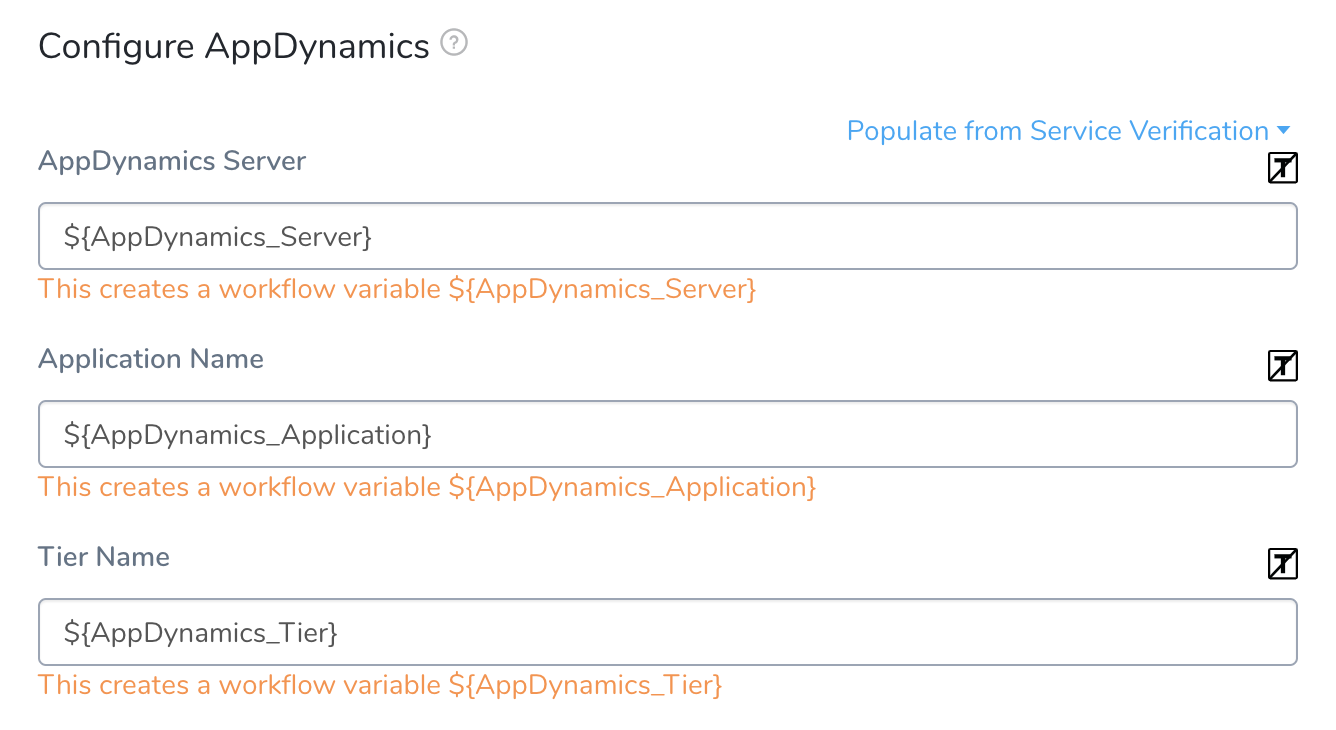 Configure AppDynamics ?
Populate from Service Verification
AppDynamics Server
T
${AppDynamics_Server}
This creates a workflow variable ${AppDynamics_Server}
Application Name
T
${AppDynamics_Application}
This creates a workflow variable ${AppDynamics_Application}
Tier Name
T
${AppDynamics_Tier}
This creates a workflow variable ${AppDynamics_Tier}